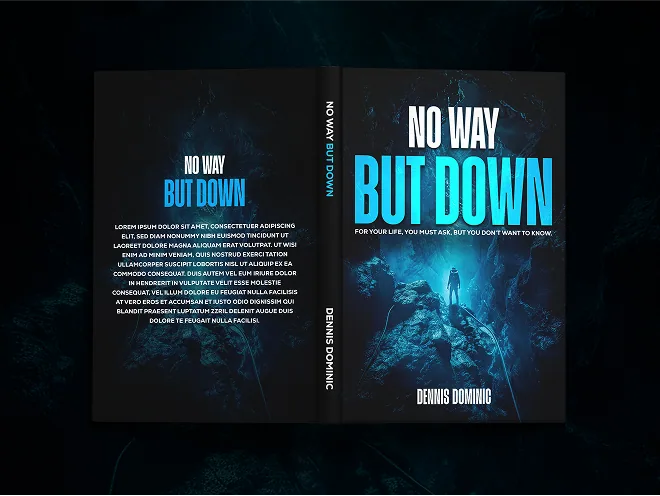 NO WAY
BUT DOWN
LOREM IPSUM DOLOR SIT AMET, CONSECTETUER ADIPISCING
ELIT, SED DIAM NONUMMY NIBH EUISMOD TINCIDUNT UT
LAOREET DOLORE MAGNA ALIQUAM ERAT VOLUTPAT. UT WISI
ENIM AD MINIM VENIAM, QUIS NOSTRUD EXERCI TATION
ULLAMCORPER SUSCIPIT LOBORTIS NISL UT ALIQUIP EX EA
COMMODO CONSEQUAT. DUIS AUTEM VEL EUM IRIURE DOLOR
IN HENDRERIT IN VULPUTATE VELIT ESSE MOLESTIE
CONSEQUAT, VEL ILLUM DOLORE EU FEUGIAT NULLA FACILISIS
AT VERO EROS ET ACCUMSAN ET IUSTO ODIO DIGNISSIM QUI
BLANDIT PRAESENT LUPTATUM ZZRIL DELENIT AUGUE DUIS
DOLORE TE FEUGAIT NULLA FACILISI.
NO WAY BUT DOWN
DENNIS DOMINIC
NO WAY
BUT DOWN
FOR YOUR LIFE, YOU MUST ASK, BUT YOU DON'T WANT TO KNOW.
DENNIS DOMINIC